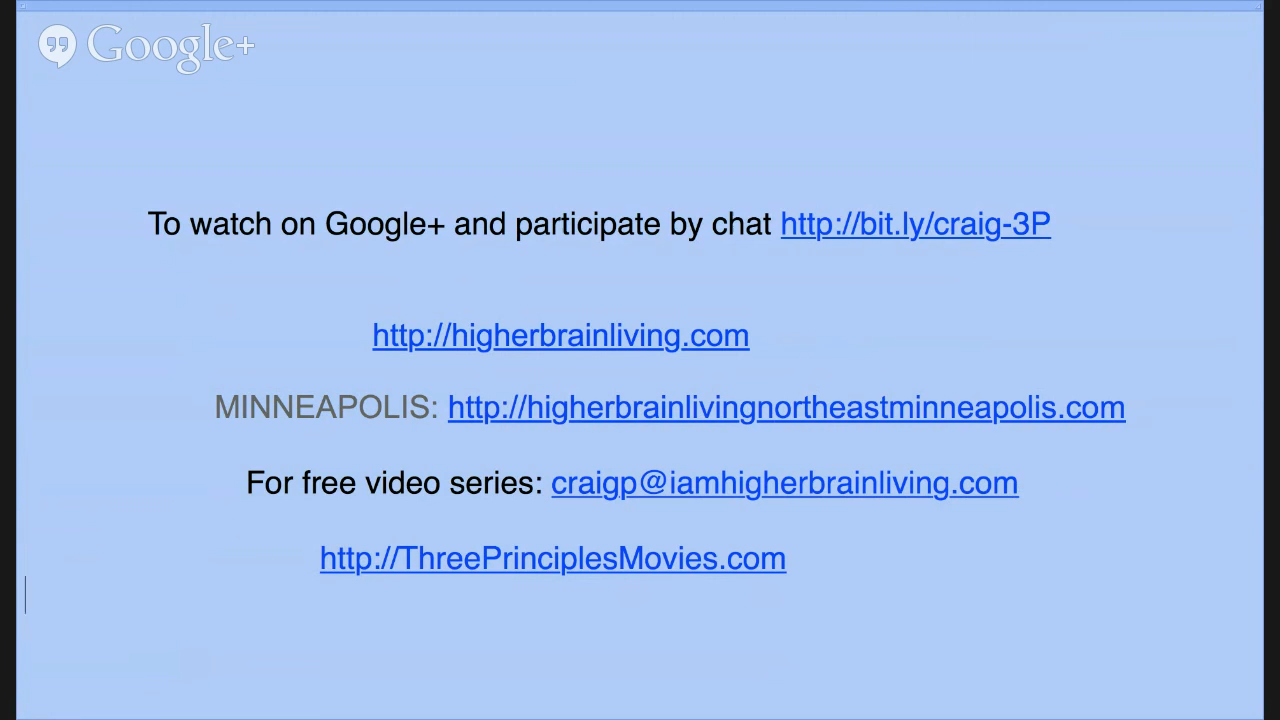 Google+
To watch on Google+ and participate by chat http://bit.ly/craig-3P
http://higherbrainliving.com
MINNEAPOLIS: http://higherbrainlivingnortheastminneapolis.com
For free video series: craigp@iamhigherbrainliving.com
http://ThreePrinciplesMovies.com